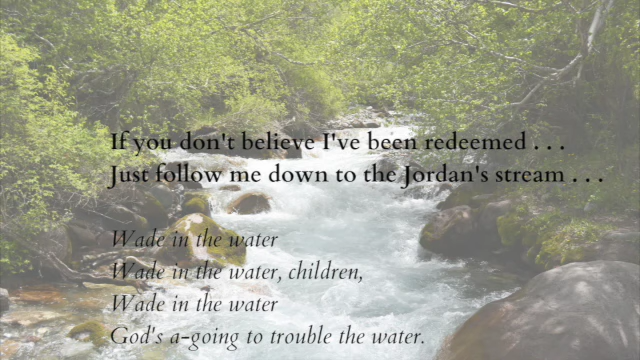 If you don't believe I've been redeemed . . .
Just follow me down to the Jordan's stream . . .
Wade in the water
Wade in the water, children,
Wade in the water
God's a-going to trouble the water.